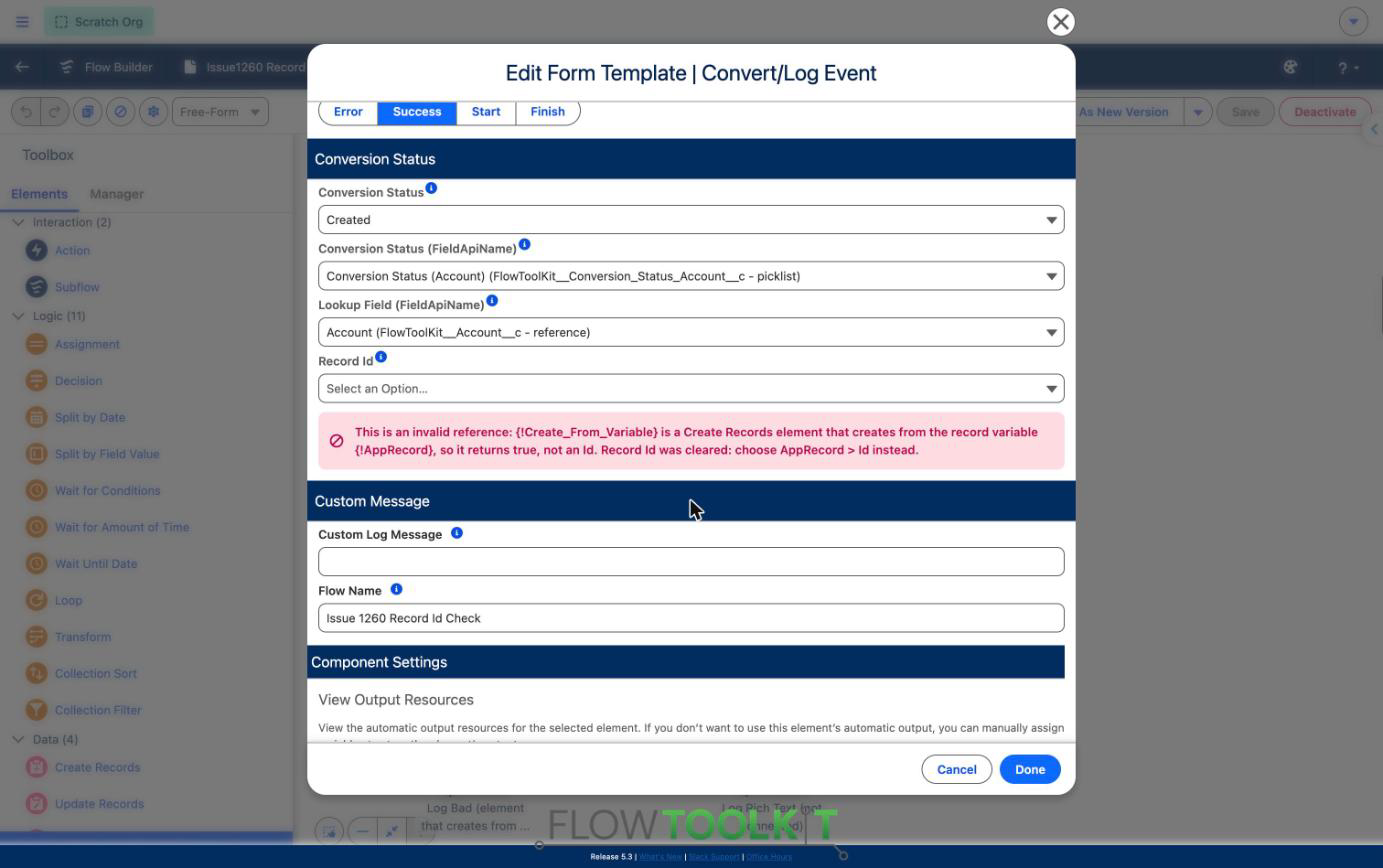 Scratch Org
Flow Builder
Issue1260 Record
?
Free-Form
As New Version
Save
Deactivate
Toolbox
Elements
Manager
Interaction (2)
Action
Subflow
Logic (11)
Assignment
Decision
Split by Date
Split by Field Value
Wait for Conditions
Wait for Amount of Time
Wait Until Date
Loop
Transform
Collection Sort
Collection Filter
Data (4)
Create Records
Update Records
Edit Form Template | Convert/Log Event
Error
Success
Start
Finish
Conversion Status
Conversion Status
Created
Conversion Status (FieldApiName)
Conversion Status (Account) (FlowToolKit__Conversion_Status_Account__c - picklist)
Lookup Field (FieldApiName)
Account (FlowToolKit__Account__c - reference)
Record Id
Select an Option...
This is an invalid reference: {!Create_From_Variable} is a Create Records element that creates from the record variable
{!AppRecord}, so it returns true, not an Id. Record Id was cleared: choose AppRecord > Id instead.
Custom Message
Custom Log Message
Flow Name
Issue 1260 Record Id Check
Component Settings
View Output Resources
View the automatic output resources for the selected element. If you don't want to use this element's automatic output, you can manually assign
Cancel
Done
Log Bad (element
that creates from ...
Log Rich Text (not
FLOWTOOLKIT
Release 5.3 | What's New | Slack Support | Office Hours